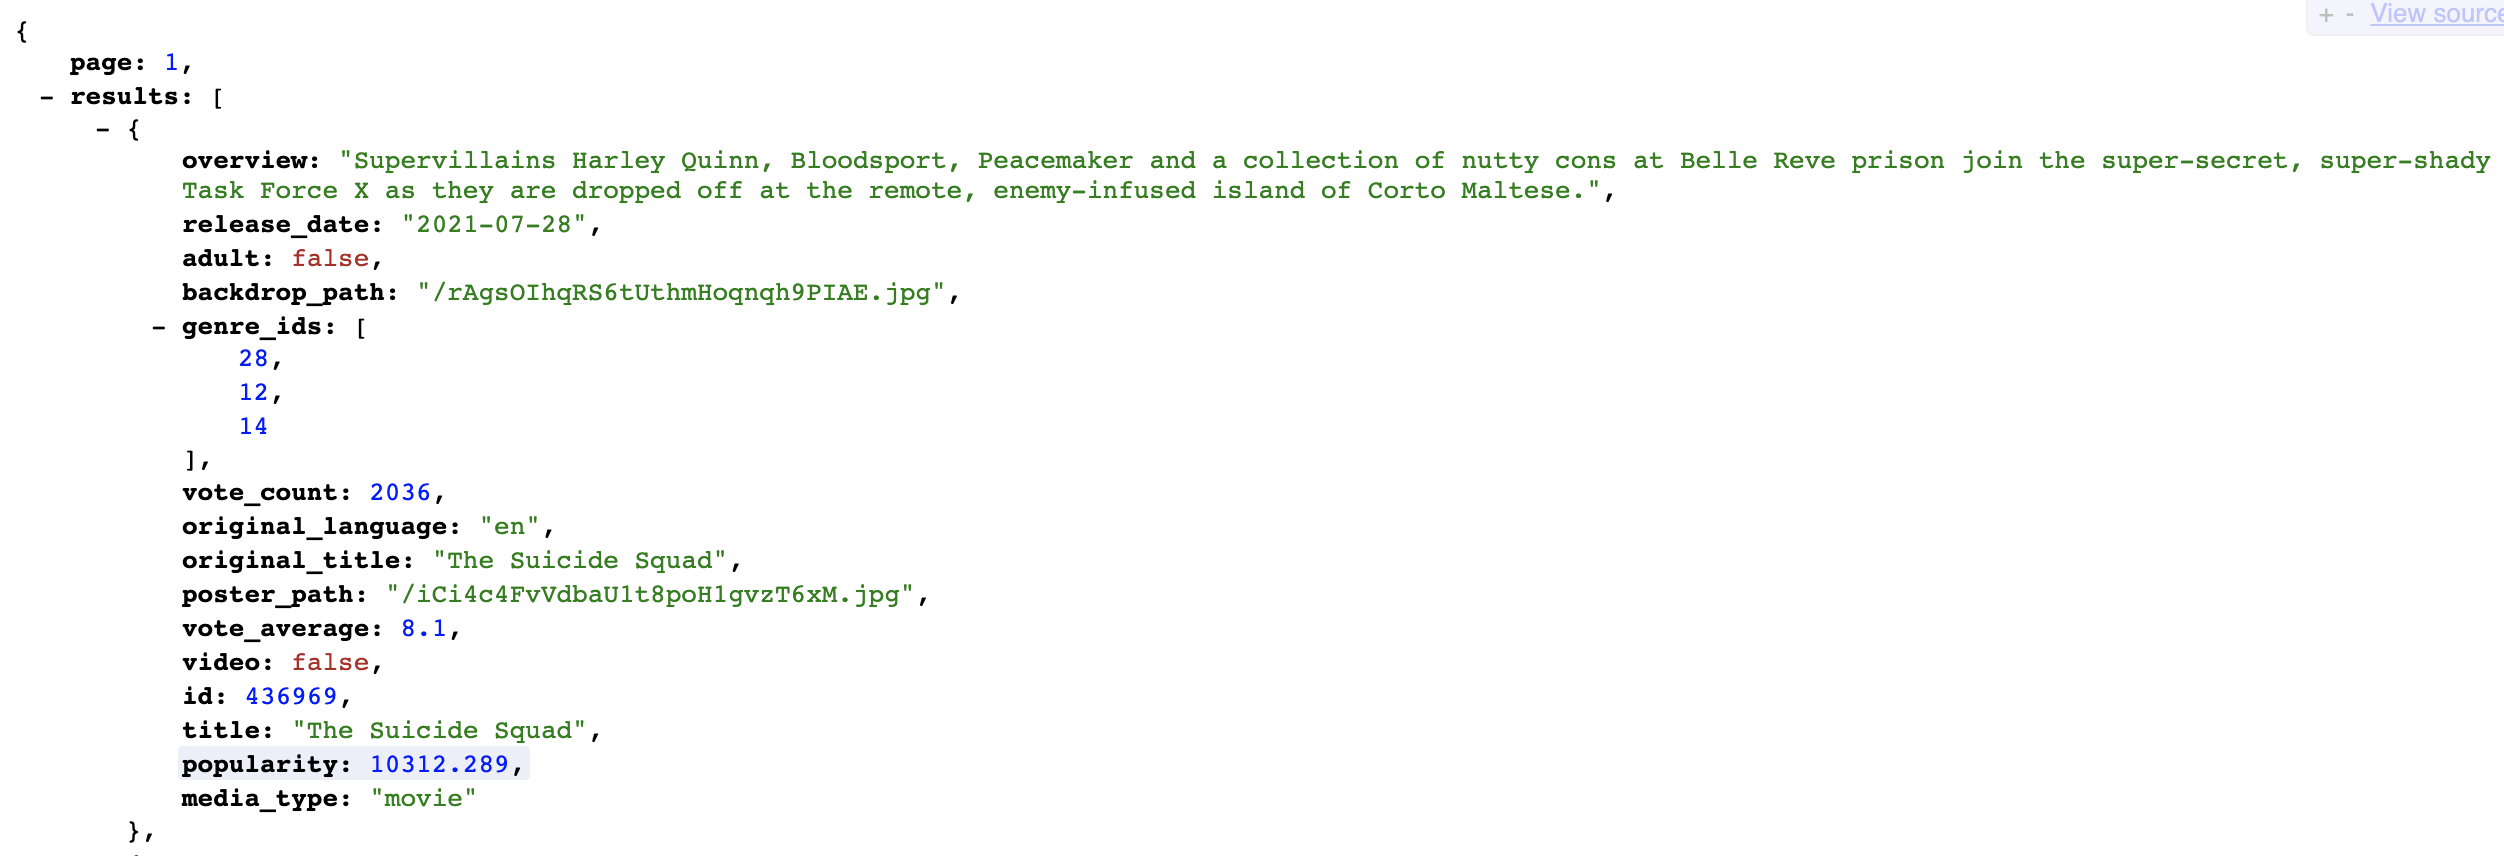 + - View source
{
page: 1,
- results: [
- {
overview: "Supervillains Harley Quinn, Bloodsport, Peacemaker and a collection of nutty cons at Belle Reve prison join the super-secret, super-shady
Task Force X as they are dropped off at the remote, enemy-infused island of Corto Maltese.",
release_date: "2021-07-28",
adult: false,
backdrop_path: "/rAgsOIhqRS6tUthmHoqnqh9PIAE.jpg",
- genre_ids: [
28,
12,
14
],
vote_count: 2036,
original_language: "en",
original_title: "The Suicide Squad",
poster_path: "/iCi4c4FvVdbaU1t8poH1gvzT6xM.jpg",
vote_average: 8.1,
video: false,
id: 436969,
title: "The Suicide Squad",
popularity: 10312.289,
media_type: "movie"
},